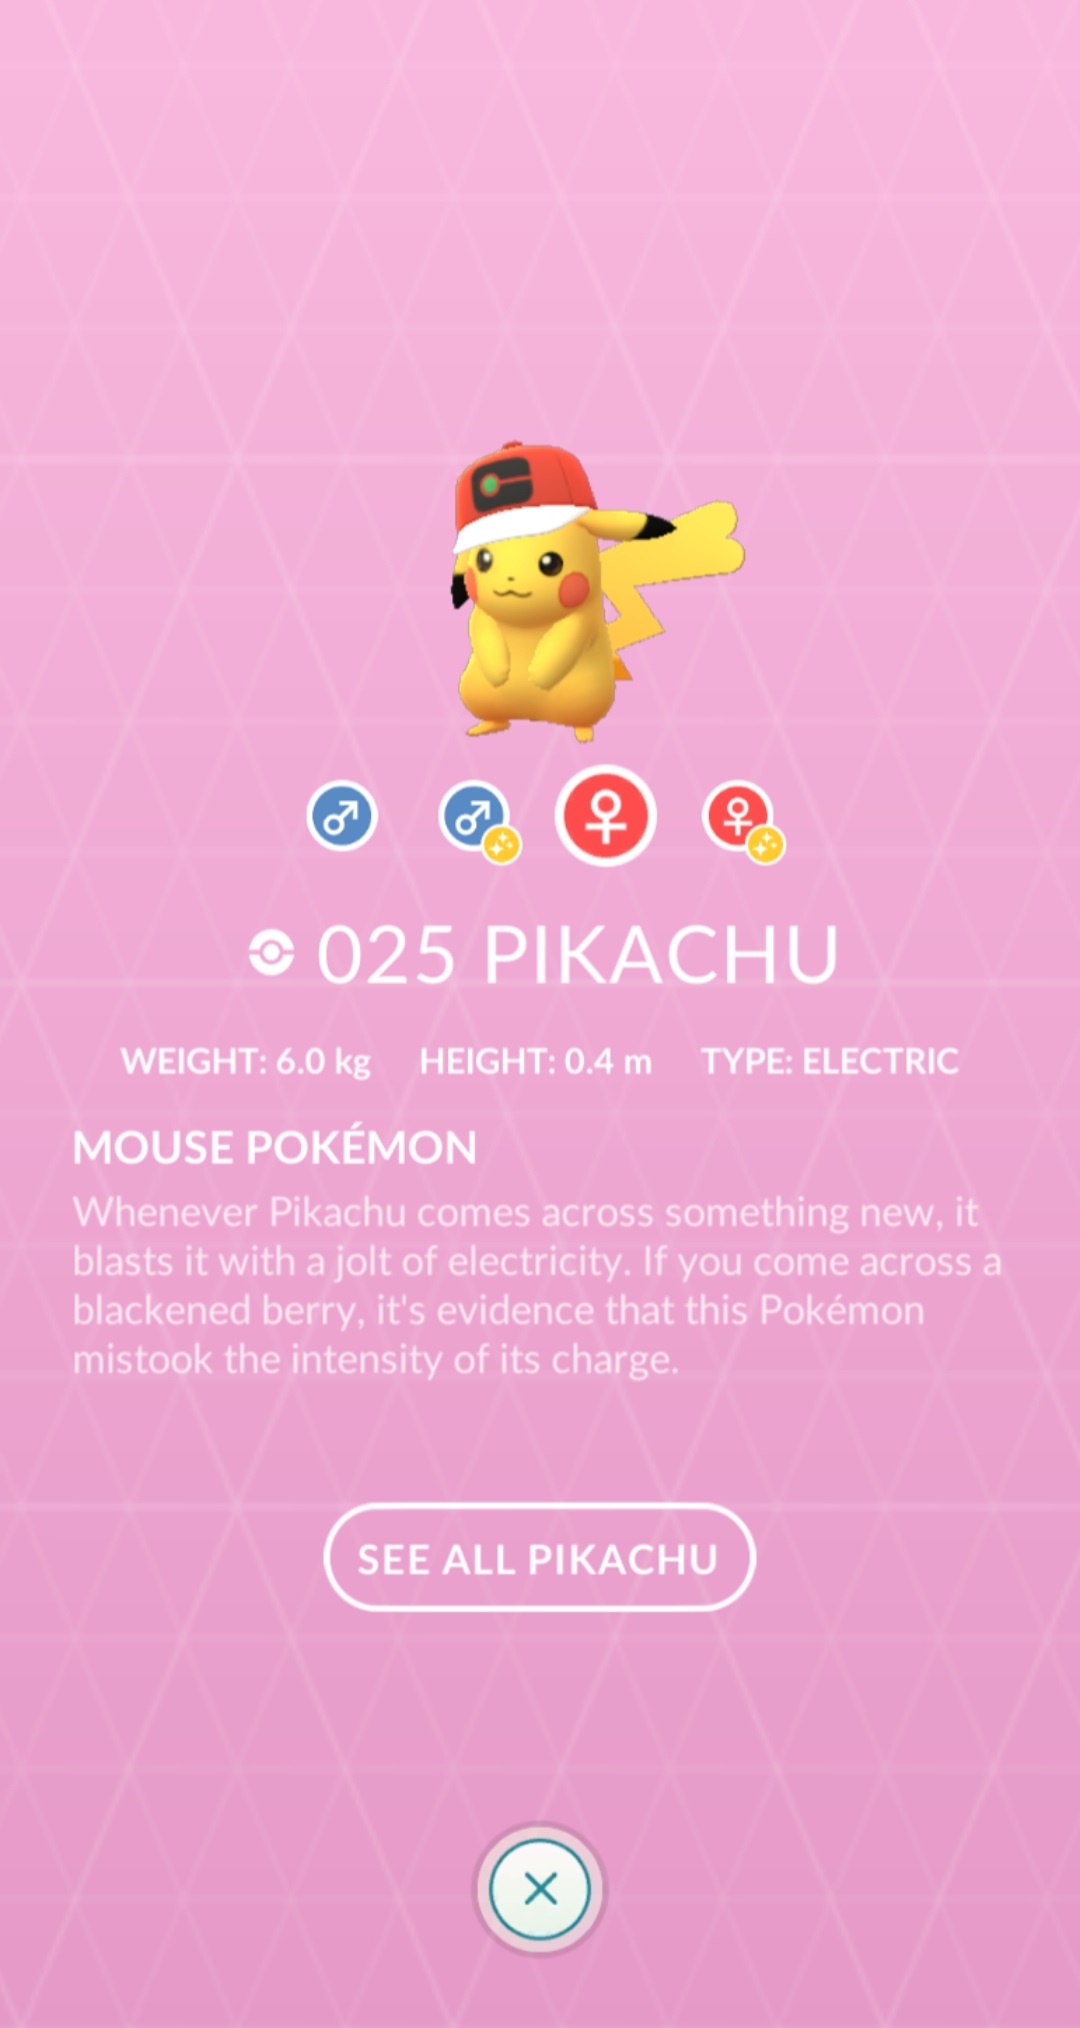 025 PIKACHU
WEIGHT: 6.0 kg HEIGHT: 0.4 m TYPE: ELECTRIC
MOUSE POKÉMON
Whenever Pikachu comes across something new, it
blasts it with a jolt of electricity. If you come across a
blackened berry, it's evidence that this Pokémon
mistook the intensity of its charge.
SEE ALL PIKACHU